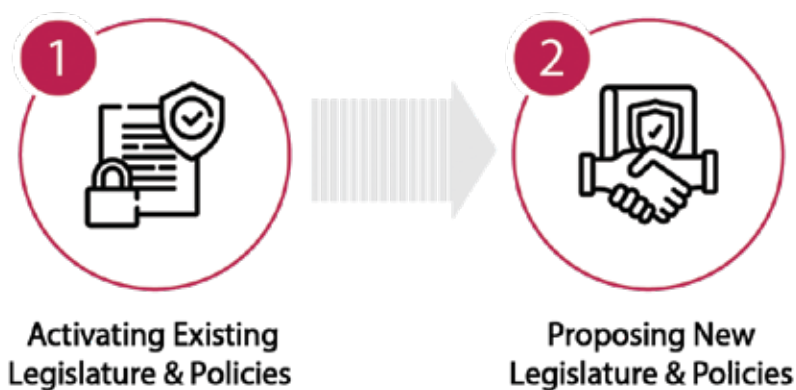 1
Activating Existing
Legislature & Policies
2
Proposing New
Legislature & Policies